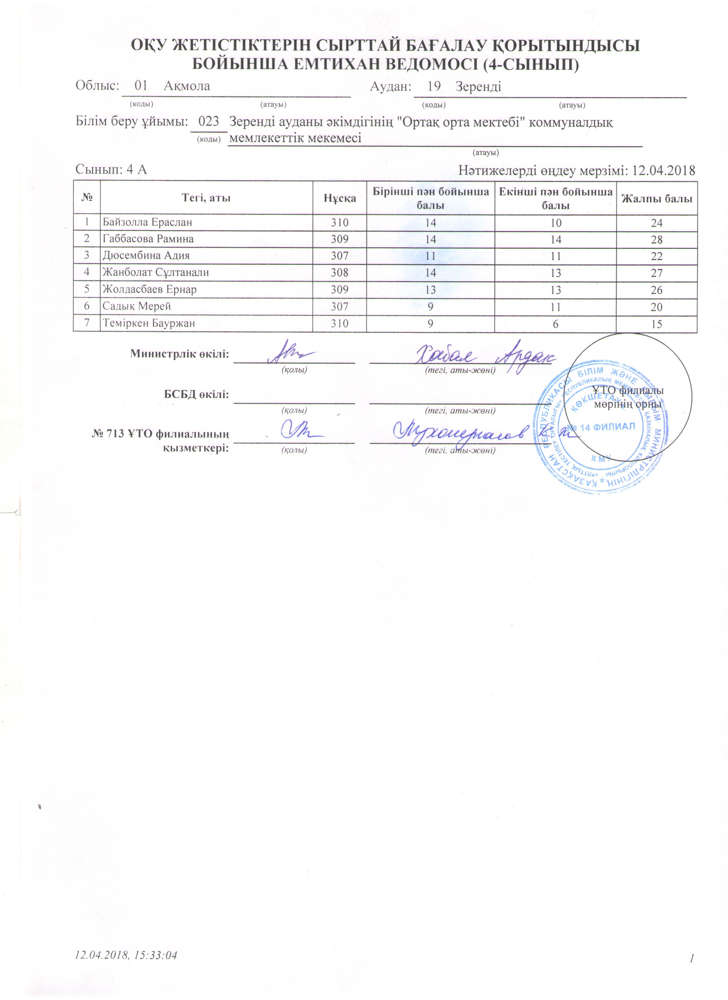 ОҚУ ЖЕТІСТІКТЕРІН СЫРТТАЙ БАҒАЛАУ ҚОРЫТЫНДЫСЫ
БОЙЫНША ЕМТИХАН ВЕДОМОСІ (4-СЫНЫП)
Облыс: 01 Ақмола Аудан: 19 Зеренді
(коды) (атауы) (коды) (атауы)
Білім беру ұйымы: 023 Зеренді ауданы әкімдігінің "Ортақ орта мектебі" коммуналдық
(коды) мемлекеттік мекемесі
(атауы)
Сынып: 4 А Нәтижелерді өңдеу мерзімі: 12.04.2018
№ Тегі, аты Нұсқа Бірінші пән бойынша балы Екінші пән бойынша балы Жалпы балы
1 Байзолла Ераслан 310 14 10 24
2 Габбасова Рамина 309 14 14 28
3 Дюсембина Адия 307 11 11 22
4 Жанболат Сұлтанали 308 14 13 27
5 Жолдасбаев Ернар 309 13 13 26
6 Садық Мерей 307 9 11 20
7 Теміркен Бауржан 310 9 6 15
Министрлік өкілі: Ардак
(қолы) (тегі, аты-жөні)
БСБД өкілі:
(қолы) (тегі, аты-жөні)
№ 713 ҰТО филиалының
қызметкері:
(қолы) (тегі, аты-жөні)
ҰТО филиалы
мөрінің орны
ҚАЗАҚСТАН РЕСПУБЛИКАСЫ БІЛІМ ЖӘНЕ ҒЫЛЫМ МИНИСТРЛІГІНІҢ
«ҰЛТТЫҚ ТЕСТІЛЕУ ОРТАЛЫҒЫ» РЕСПУБЛИКАЛЫҚ МЕМЛЕКЕТТІК ҚАЗЫНАЛЫҚ КӘСІПОРЫНЫ
КӨКШЕТАУ
№ 14 ФИЛИАЛ
КМУ
12.04.2018, 15:33:04
1